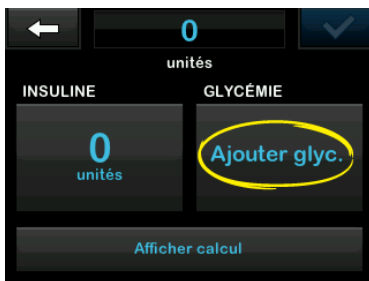 0
unités
INSULINE
GLYCÉMIE
0
unités
Ajouter glyc.
Afficher calcul